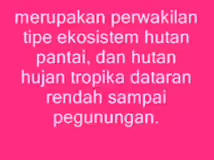 merupakan perwakilan
tipe ekosistem hutan
pantai, dan hutan
hujan tropika dataran
rendah sampai
pegunungan.